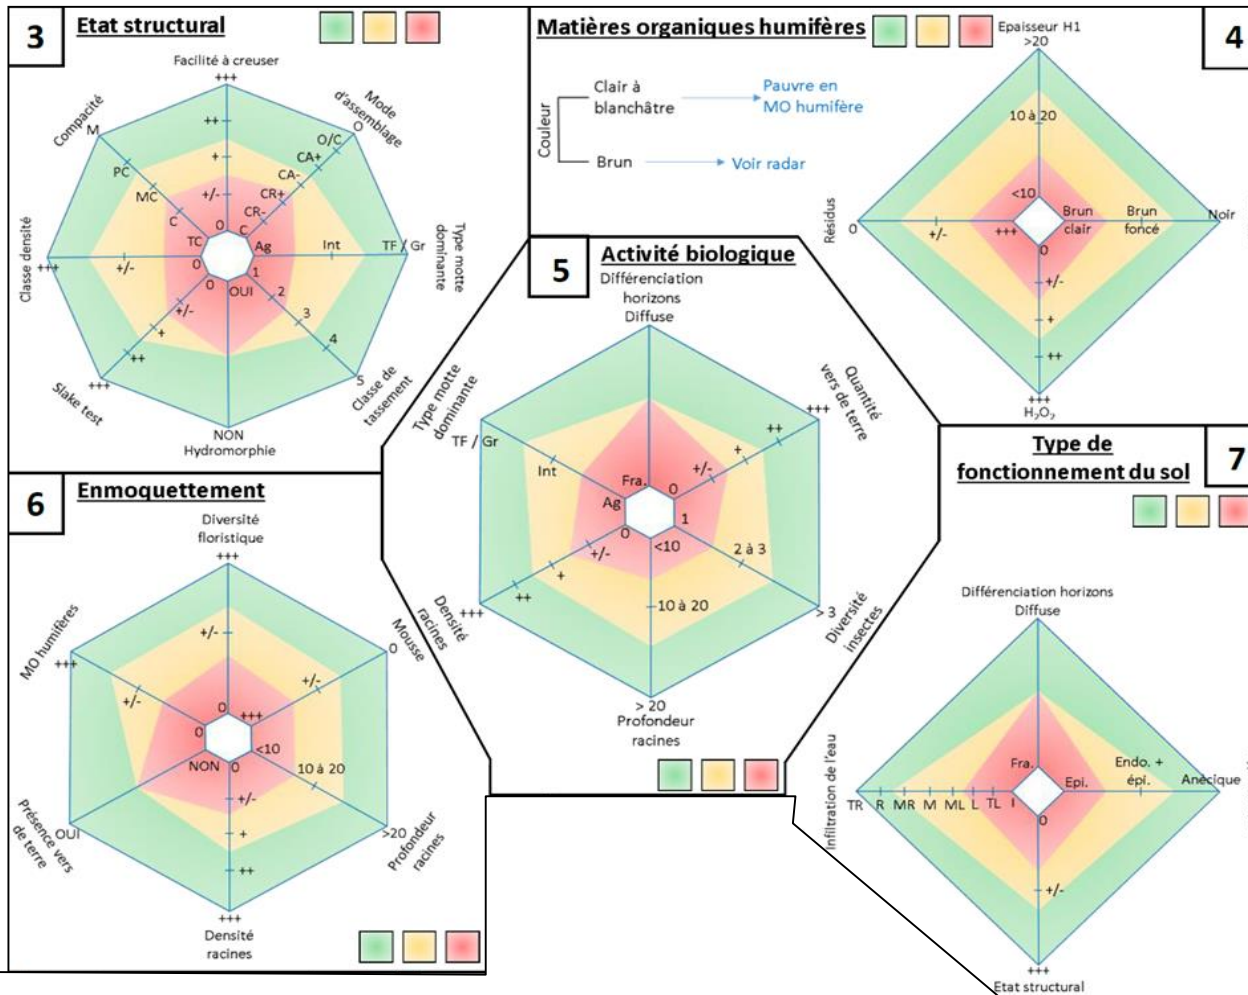 3
Etat structural
Facilité à creuser
+++
++
+
+/-
0
Mode
d'assemblage
O
O/C
CA+
CA-
CR+
CR-
C
Type motte
dominante
TF / Gr
Int
Ag
Classe de
tassement
5
4
3
2
1
Hydromorphie
NON
OUI
Slake test
+++
++
+
+/-
0
Classe densité
+++
+/-
0
Compacité
M
PC
MC
C
TC
4
Matières organiques humifères
Couleur
Clair à
blanchâtre
Pauvre en
MO humifère
Brun
Voir radar
Epaisseur H1
>20
10 à 20
<10
Noir
Brun
foncé
Brun
clair
0
+/-
+
++
+++
H₂O₂
Résidus
0
+/-
+++
5
Activité biologique
Différenciation
horizons
Diffuse
Fra.
Quantité
vers de terre
+++
++
+
+/-
0
Diversité
insectes
> 3
2 à 3
1
<10
10 à 20
> 20
Profondeur
racines
Densité
racines
+++
++
+
+/-
0
Type motte
dominante
TF / Gr
Int
Ag
6
Enmoquettement
Diversité
floristique
+++
+/-
0
Mousse
0
+/-
+++
Profondeur
racines
>20
10 à 20
<10
0
+/-
+
++
+++
Densité
racines
Présence vers
de terre
OUI
NON
MO humifères
+++
+/-
0
7
Type de
fonctionnement du sol
Différenciation horizons
Diffuse
Fra.
Epi.
Endo. +
épi.
Anécique
0
+/-
+++
Etat structural
Infiltration de l'eau
TR
R
MR
M
ML
L
TL
I